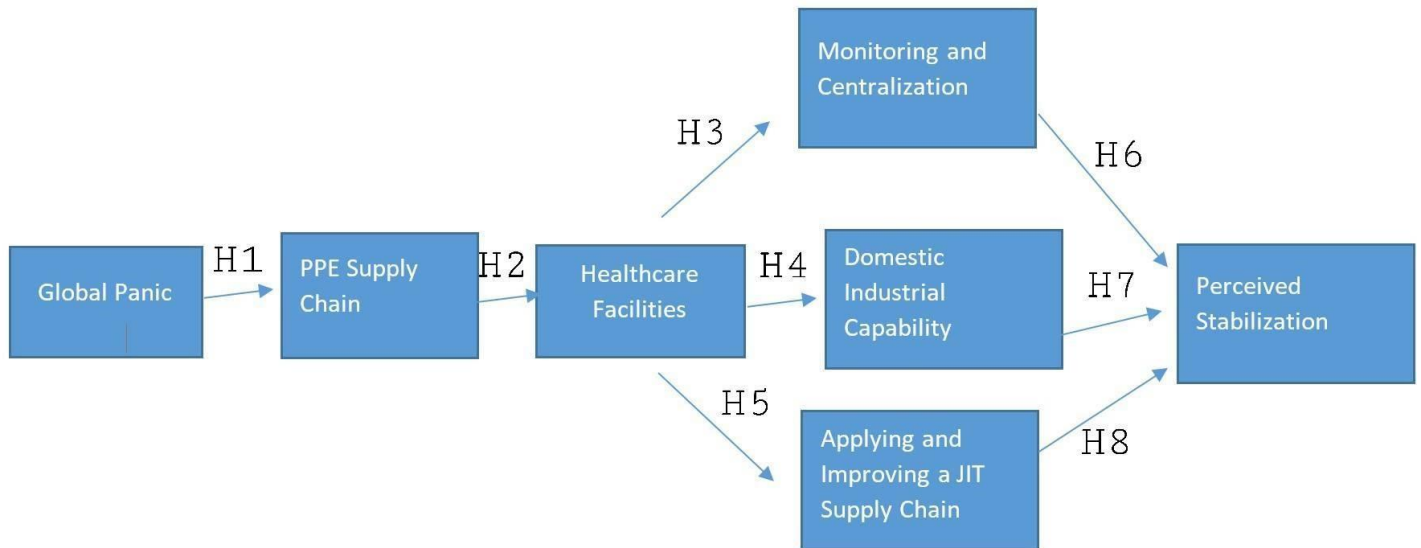 Global Panic
H1
PPE Supply
Chain
H2
Healthcare
Facilities
H3
Monitoring and
Centralization
H4
Domestic
Industrial
Capability
H5
Applying and
Improving a JIT
Supply Chain
H6
H7
H8
Perceived
Stabilization